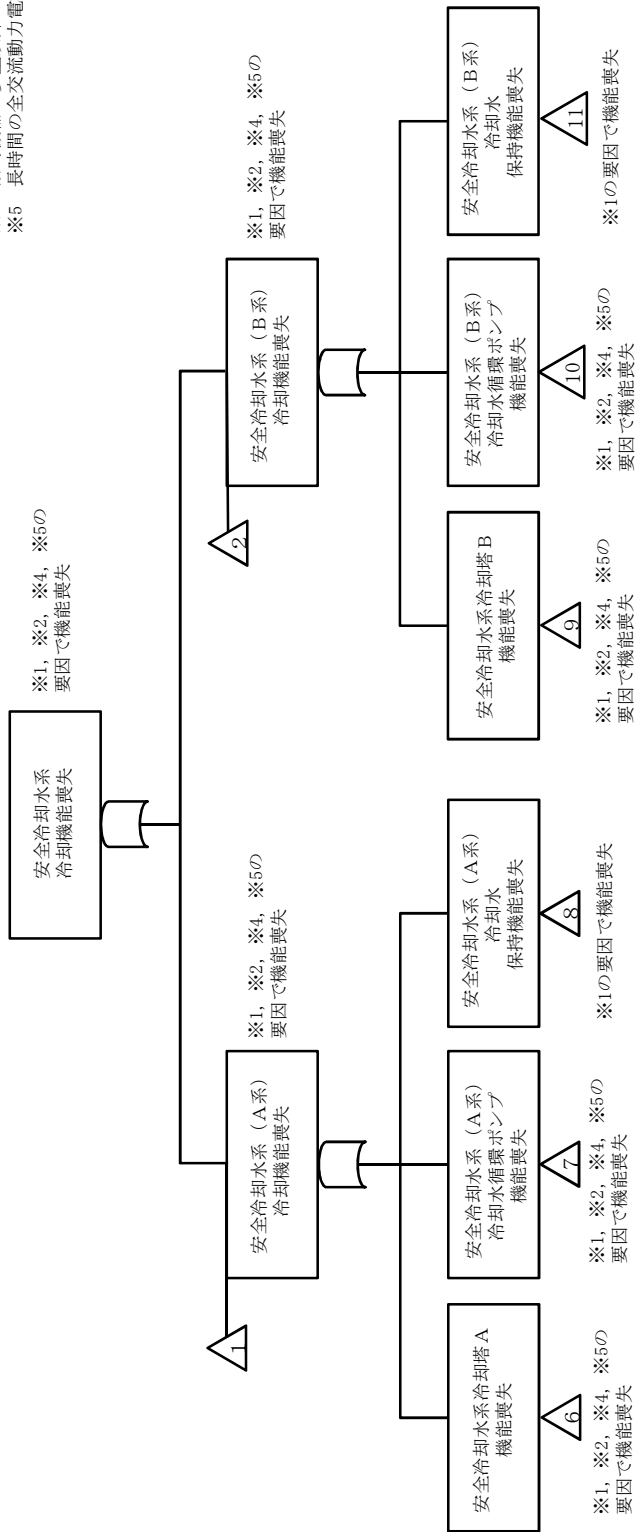 ※5　長時間の全交流動力電
安全冷却水系
冷却機能喪失
※1, ※2, ※4, ※5の
要因で機能喪失
1
安全冷却水系（A系）
冷却機能喪失
※1, ※2, ※4, ※5の
要因で機能喪失
2
安全冷却水系（B系）
冷却機能喪失
※1, ※2, ※4, ※5の
要因で機能喪失
安全冷却水系冷却塔A
機能喪失
6
※1, ※2, ※4, ※5の
要因で機能喪失
安全冷却水系（A系）
冷却水循環ポンプ
機能喪失
7
※1, ※2, ※4, ※5の
要因で機能喪失
安全冷却水系（A系）
冷却水
保持機能喪失
8
※1の要因で機能喪失
安全冷却水系冷却塔B
機能喪失
9
※1, ※2, ※4, ※5の
要因で機能喪失
安全冷却水系（B系）
冷却水循環ポンプ
機能喪失
10
※1, ※2, ※4, ※5の
要因で機能喪失
安全冷却水系（B系）
冷却水
保持機能喪失
11
※1の要因で機能喪失